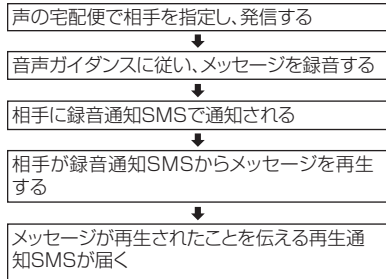 声の宅配便で相手を指定し、発信する
音声ガイダンスに従い、メッセージを録音する
相手に録音通知SMSで通知される
相手が録音通知SMSからメッセージを再生
する
メッセージが再生されたことを伝える再生通
知SMSが届く